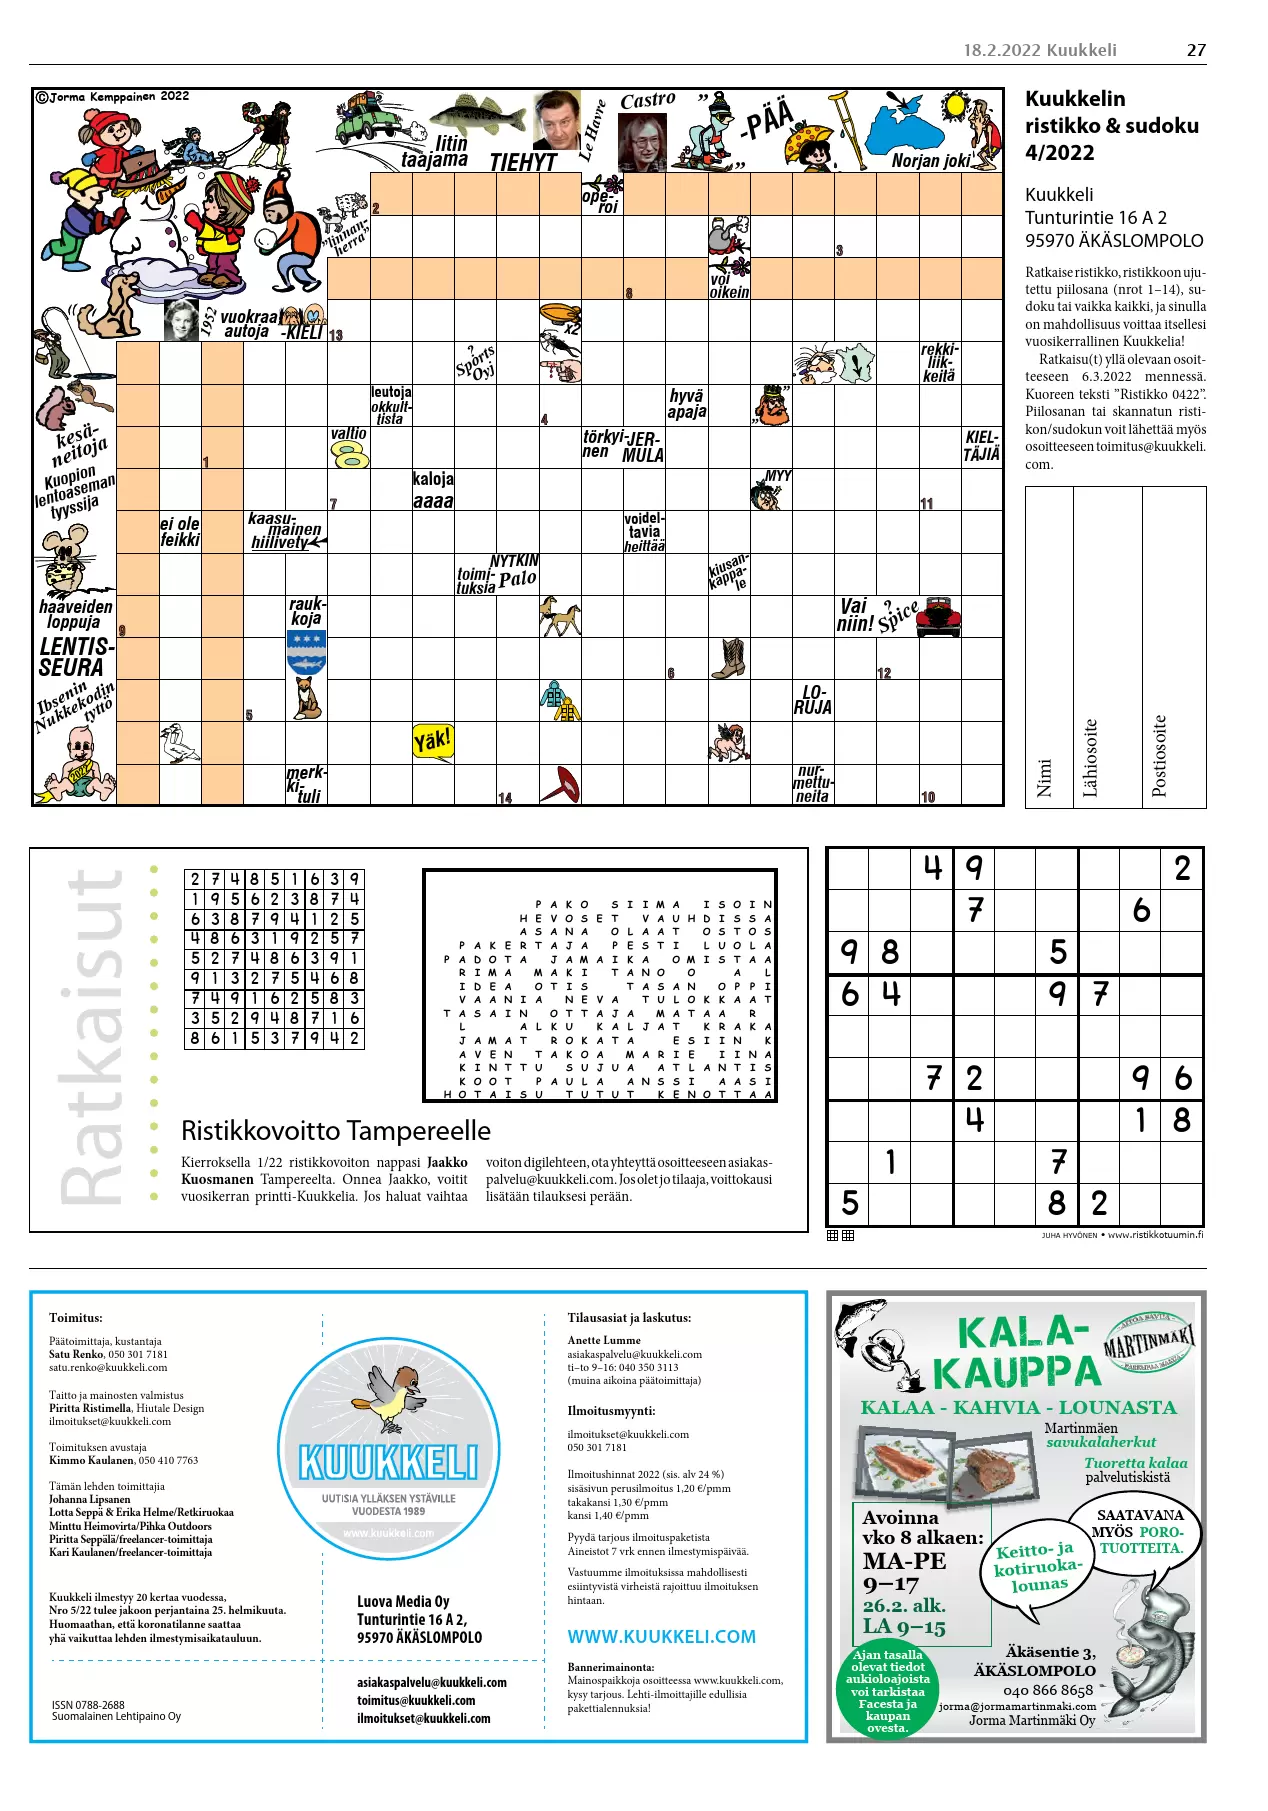 18.2.2022 Kuukkeli 27
©Jorma Kemppainen 2022
Iitin
taajama
TIEHYT
Le Havre
Castro
”
”
-PÄÄ
Norjan joki
”linnan-
herra”
2
ope-
roi
3
8
voi
oikein
1952
vuokraa
autoja
-KIELI
13
x2
?
Sports
Oyj
rekki-
liik-
keitä
leutoja
okkult-
tista
4
hyvä
apaja
„
”
kesä-
neitoja
1
valtio
törkyi-
nen
JER-
MULA
KIEL-
TÄJIÄ
Kuopion
lentoaseman
tyyssija
7
kaloja
aaaa
MYY
11
ei ole
feikki
kaasu-
mainen
hiilivety
voidel-
tavia
heittää
toimi-
tuksia
NYTKIN
Palo
kiusan-
kappa-
le
haaveiden
loppuja
9
rauk-
koja
Vai
niin!
?
Spice
LENTIS-
SEURA
6
12
Ibsenin
Nukkekodin
tyttö
5
LO-
RUJA
Yäk!
2022
merk-
ki-
tuli
14
nur-
mettu-
neita
10
Kuukkelin
ristikko & sudoku
4/2022
Kuukkeli
Tunturintie 16 A 2
95970 ÄKÄSLOMPOLO
Ratkaise ristikko, ristikkoon uju-
tettu piilosana (nrot 1–14), su-
doku tai vaikka kaikki, ja sinulla
on mahdollisuus voittaa itsellesi
vuosikerrallinen Kuukkelia!
Ratkaisu(t) yllä olevaan osoit-
teeseen 6.3.2022 mennessä.
Kuoreen teksti ”Ristikko 0422”.
Piilosanan tai skannatun risti-
kon/sudokun voit lähettää myös
osoitteeseen toimitus@kuukkeli.
com.
Nimi
Lähiosoite
Postiosoite
Ratkaisut
2 7 4 8 5 1 6 3 9
1 9 5 6 2 3 8 7 4
6 3 8 7 9 4 1 2 5
4 8 6 3 1 9 2 5 7
5 2 7 4 8 6 3 9 1
9 1 3 2 7 5 4 6 8
7 4 9 1 6 2 5 8 3
3 5 2 9 4 8 7 1 6
8 6 1 5 3 7 9 4 2
PAKO SIIMA ISOIN
HEVOSET VAUHDISSA
ASANA OLAAT OSTOS
PAKERTAJA PESTI LUOLA
PADOTA JAMAIKA OMISTAA
RIMA MAKI TANO O A L
IDEA OTIS TASAN OPPI
VAANIA NEVA TULOKKAAT
TASAIN OTTAJA MATAA R
L ALKU KALJAT KRAKA
JAMAT ROKATA ESIIN K
AVEN TAKOA MARIE IINA
KINTTU SUJUA ATLANTIS
KOOT PAULA ANSSI AASI
HOTAISU TUTUT KENOTTAA
Ristikkovoitto Tampereelle
Kierroksella 1/22 ristikkovoiton nappasi Jaakko
Kuosmanen Tampereelta. Onnea Jaakko, voitit
vuosikerran printti-Kuukkelia. Jos haluat vaihtaa
voiton digilehteen, ota yhteyttä osoitteeseen asiakas-
palvelu@kuukkeli.com. Jos olet jo tilaaja, voittokausi
lisätään tilauksesi perään.
4 9 2
7 6
9 8 5
6 4 9 7
7 2 9 6
4 1 8
1 7
5 8 2
JUHA HYVÖNEN • www.ristikkotuumin.fi
Toimitus:
Päätoimittaja, kustantaja
Satu Renko, 050 301 7181
satu.renko@kuukkeli.com
Taitto ja mainosten valmistus
Piritta Ristimella, Hiutale Design
ilmoitukset@kuukkeli.com
Toimituksen avustaja
Kimmo Kaulanen, 050 410 7763
Tämän lehden toimittajia
Johanna Lipsanen
Lotta Seppä & Erika Helme/Retkiruokaa
Minttu Heimovirta/Pihka Outdoors
Piritta Seppälä/freelancer-toimittaja
Kari Kaulanen/freelancer-toimittaja
Kuukkeli ilmestyy 20 kertaa vuodessa,
Nro 5/22 tulee jakoon perjantaina 25. helmikuuta.
Huomaathan, että koronatilanne saattaa
yhä vaikuttaa lehden ilmestymisaikatauluun.
ISSN 0788-2688
Suomalainen Lehtipaino Oy
KUUKKELI
UUTISIA YLLÄKSEN YSTÄVILLE
VUODESTA 1989
www.kuukkeli.com
Luova Media Oy
Tunturintie 16 A 2,
95970 ÄKÄSLOMPOLO
asiakaspalvelu@kuukkeli.com
toimitus@kuukkeli.com
ilmoitukset@kuukkeli.com
Tilausasiat ja laskutus:
Anette Lumme
asiakaspalvelu@kuukkeli.com
ti–to 9–16: 040 350 3113
(muina aikoina päätoimittaja)
Ilmoitusmyynti:
ilmoitukset@kuukkeli.com
050 301 7181
Ilmoitushinnat 2022 (sis. alv 24 %)
sisäsivun perusilmoitus 1,20 €/pmm
takakansi 1,30 €/pmm
kansi 1,40 €/pmm
Pyydä tarjous ilmoituspaketista
Aineistot 7 vrk ennen ilmestymispäivää.
Vastuumme ilmoituksissa mahdollisesti
esiintyvistä virheistä rajoittuu ilmoituksen
hintaan.
WWW.KUUKKELI.COM
Bannerimainonta:
Mainospaikkoja osoitteessa www.kuukkeli.com,
kysy tarjous. Lehti-ilmoittajille edullisia
pakettialennuksia!
KALA-
KAUPPA
AITOA SAVITA
MARTINMÄKI
KALAA - KAHVIA - LOUNASTA
Martinmäen
savukalaherkut
Tuoretta kalaa
palvelutiskistä
Avoinna
vko 8 alkaen:
MA-PE
9–17
26.2. alk.
LA 9–15
SAATAVANA
MYÖS PORO-
TUOTTEITA.
Keitto- ja
kotiruoka-
lounas
Ajan tasalla
olevat tiedot
aukioloajoista
voi tarkistaa
Facesta ja
kaupan
ovesta.
Äkäsentie 3,
ÄKÄSLOMPOLO
040 866 8658
jorma@jormamartinmaki.com
Jorma Martinmäki Oy